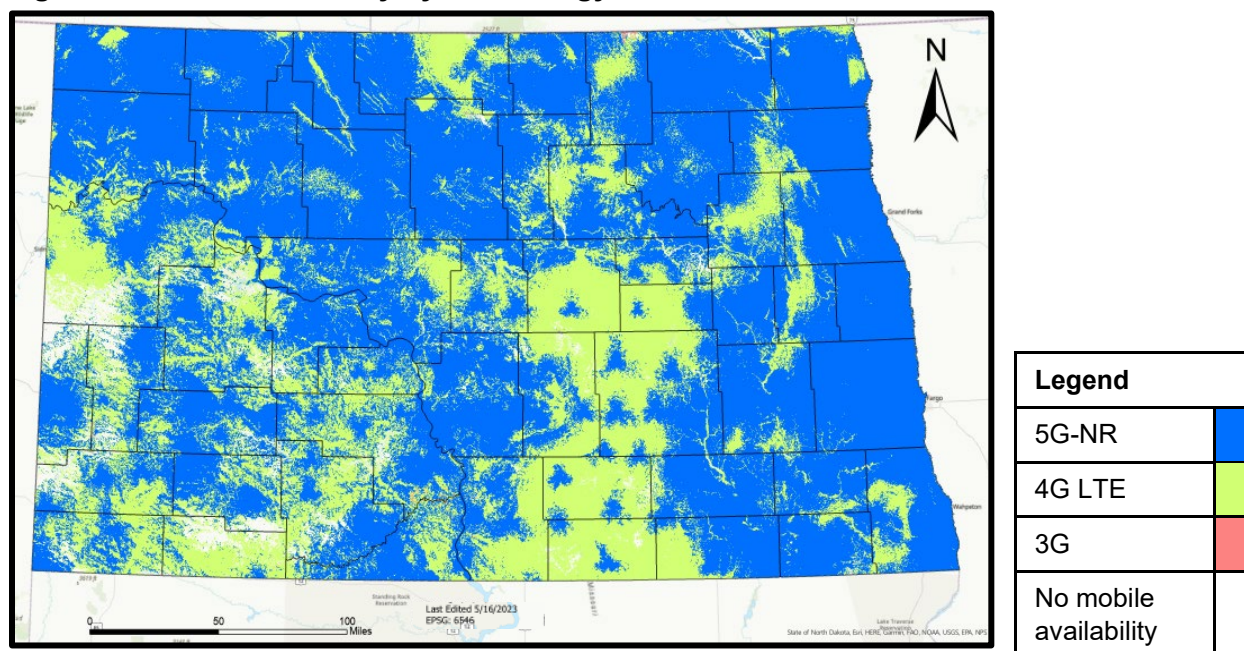 N
Grand Forks
Fargo
Wahpeton
Standing Rock
Reservation
Last Edited 5/16/2023
EPSG: 6546
0 50 100
Miles
Lake Traverse
State of North Dakota, Esri, HERE, Garmin, FAO, NOAA, USGS, EPA, NPS
Legend
5G-NR
4G LTE
3G
No mobile
availability